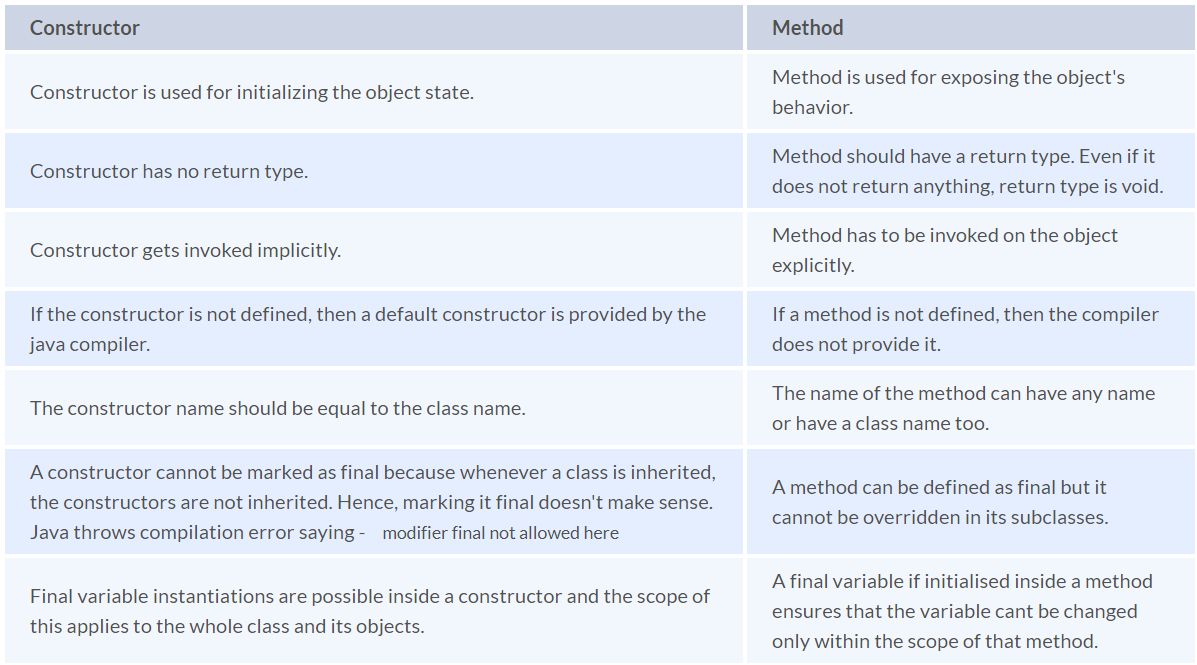 Constructor
Method
Constructor is used for initializing the object state.
Method is used for exposing the object's
behavior.
Constructor has no return type.
Method should have a return type. Even if it
does not return anything, return type is void.
Constructor gets invoked implicitly.
Method has to be invoked on the object
explicitly.
If the constructor is not defined, then a default constructor is provided by the
java compiler.
If a method is not defined, then the compiler
does not provide it.
The constructor name should be equal to the class name.
The name of the method can have any name
or have a class name too.
A constructor cannot be marked as final because whenever a class is inherited,
the constructors are not inherited. Hence, marking it final doesn't make sense.
Java throws compilation error saying - modifier final not allowed here
A method can be defined as final but it
cannot be overridden in its subclasses.
Final variable instantiations are possible inside a constructor and the scope of
this applies to the whole class and its objects.
A final variable if initialised inside a method
ensures that the variable cant be changed
only within the scope of that method.